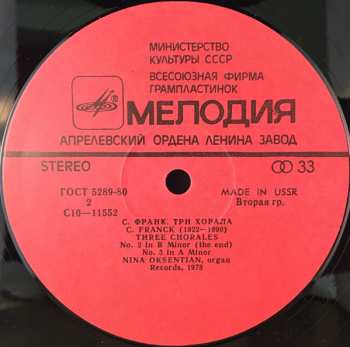 МИНИСТЕРСТВО
КУЛЬТУРЫ СССР
ВСЕСОЮЗНАЯ ФИРМА
ГРАМПЛАСТИНОК
МЕЛОДИЯ
АПРЕЛЕВСКИЙ ОРДЕНА ЛЕНИНА ЗАВОД
STEREO 33
ГОСТ 5289-80 MADE IN USSR
2 Вторая гр.
С10—11552
С. ФРАНК. ТРИ ХОРАЛА
C. FRANCK (1822—1890)
THREE CHORALES
No. 2 in B Minor (the end)
No. 3 in A Minor
NINA OKSENTIAN, organ
Records, 1978